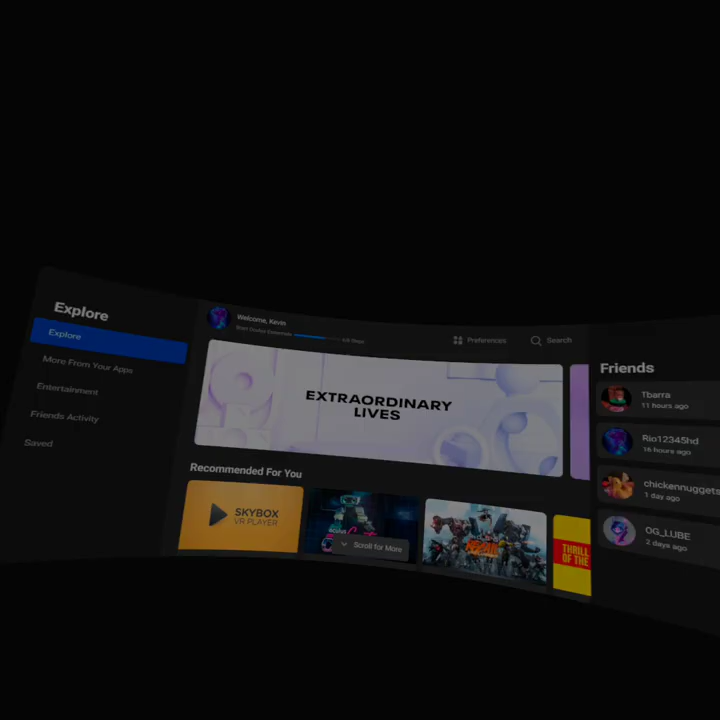 Explore
Explore
More From Your Apps
Entertainment
Friends Activity
Saved
Welcome, Kevin
Preferences
Search
EXTRAORDINARY
LIVES
Recommended For You
SKYBOX
VR PLAYER
Scroll for More
THRILL
OF THE
Friends
Tbarra
11 hours ago
Rio12345hd
16 hours ago
chickennuggets
1 day ago
OG_LUBE
2 days ago